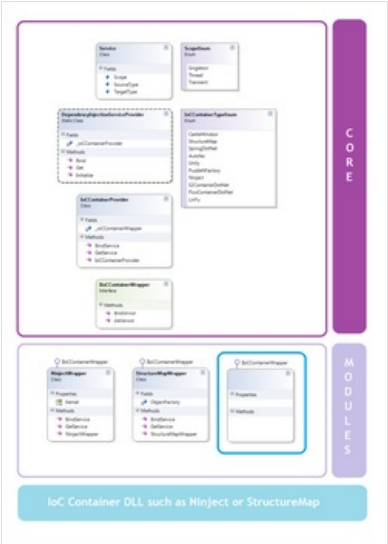 Service
Class
Fields
Scope
SourceType
TargetType
ScopeEnum
Enum
Singleton
Thread
Transient
DependencyInjectionServiceProvider
Static Class
Fields
_ioCContainerProvider
Methods
Bind
Get
Initialize
IoCContainerTypeEnum
Enum
CastleWindsor
StructureMap
SpringDotNet
AutoFac
Unity
PuzzleNFactory
Ninject
S2ContainerDotNet
PicoContainerDotNet
LinFu
IoCContainerProvider
Class
Fields
_ioCContainerWrapper
Methods
BindService
GetService
IoCContainerProvider
IIoCContainerWrapper
Interface
Methods
BindService
GetService
CORE
IIoCContainerWrapper
NinjectWrapper
Class
Properties
Kernel
Methods
BindService
GetService
NinjectWrapper
IIoCContainerWrapper
StructureMapWrapper
Class
Fields
ObjectFactory
Methods
BindService
GetService
StructureMapWrapper
IIoCContainerWrapper
Properties
Methods
MODULES
IoC Container DLL such as Ninject or StructureMap